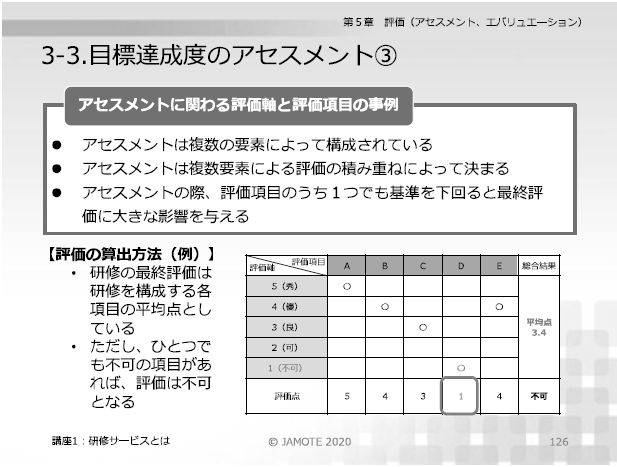 第５章　評価（アセスメント、エバリュエーション）
3-3.目標達成度のアセスメント③
アセスメントに関わる評価軸と評価項目の事例
● アセスメントは複数の要素によって構成されている
● アセスメントは複数要素による評価の積み重ねによって決まる
● アセスメントの際、評価項目のうち１つでも基準を下回ると最終評
価に大きな影響を与える
【評価の算出方法（例）】
• 研修の最終評価は
研修を構成する各
項目の平均点とし
ている
• ただし、ひとつで
も不可の項目があ
れば、評価は不可
となる
評価軸 評価項目 A B C D E 総合結果
5（秀） ○
4（優） ○ ○
3（良） ○
平均点
3.4
2（可）
1（不可） ○
評価点 5 4 3 1 4 不可
講座1：研修サービスとは © JAMOTE 2020 126